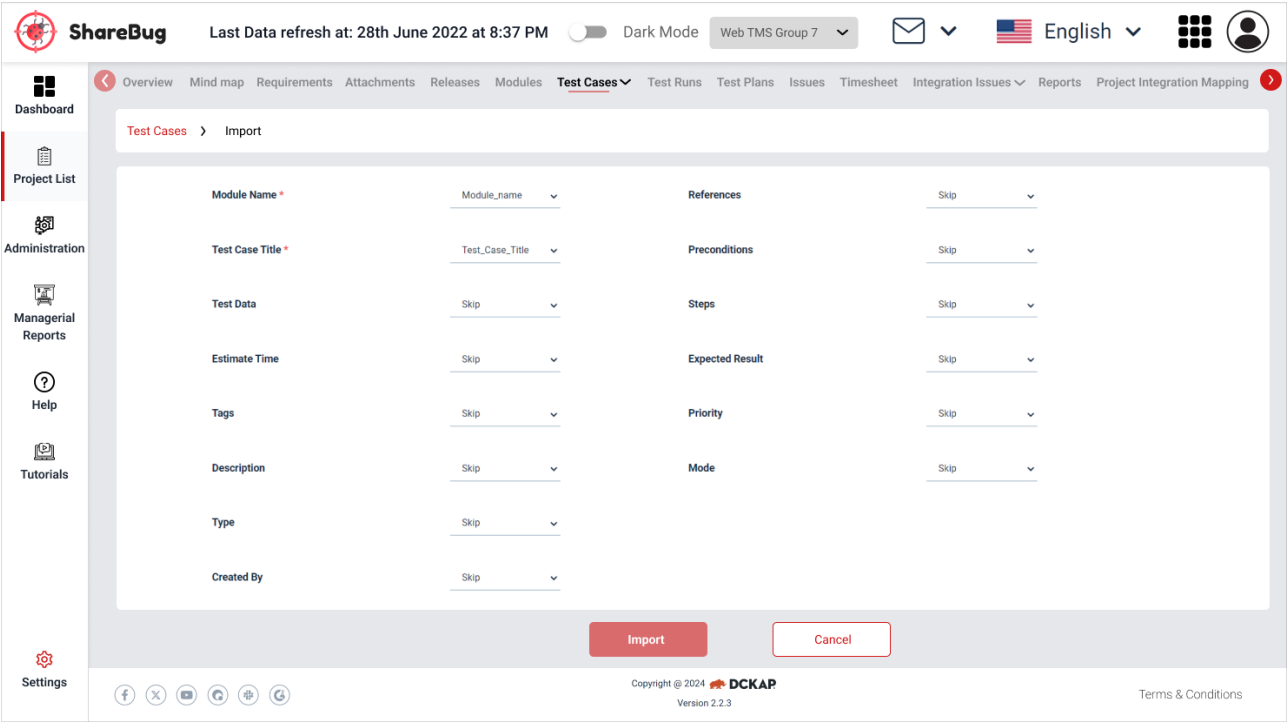 ShareBug
Last Data refresh at: 28th June 2022 at 8:37 PM
Dark Mode
Web TMS Group 7
English
Dashboard
Project List
Administration
Managerial
Reports
Help
Tutorials
Settings
Overview Mind map Requirements Attachments Releases Modules Test Cases Test Runs Test Plans Issues Timesheet Integration Issues Reports Project Integration Mapping
Test Cases Import
Module Name * Module_name
References Skip
Test Case Title * Test_Case_Title
Preconditions Skip
Test Data Skip
Steps Skip
Estimate Time Skip
Expected Result Skip
Tags Skip
Priority Skip
Description Skip
Mode Skip
Type Skip
Created By Skip
Import Cancel
Copyright @ 2024 DCKAP
Version 2.2.3
Terms & Conditions